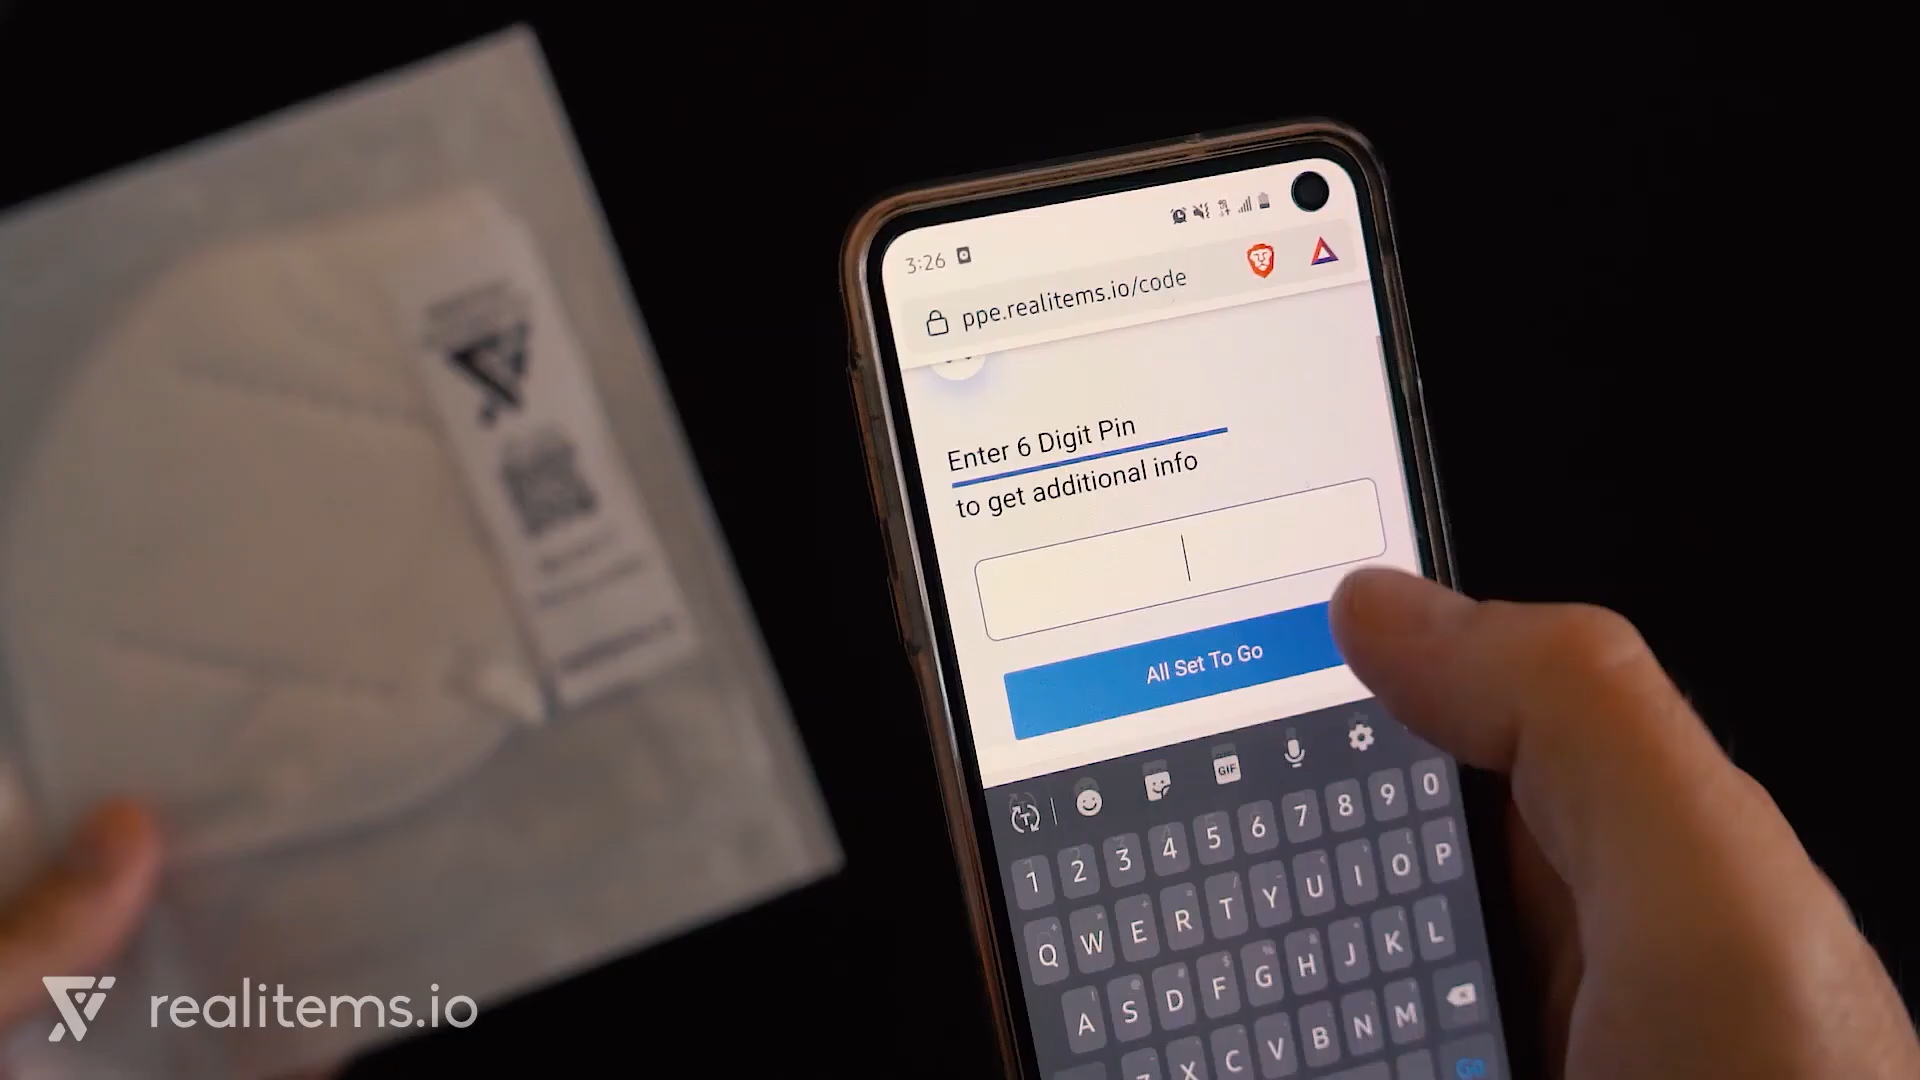 3:26
ppe.realitems.io/code
Enter 6 Digit Pin
to get additional info
All Set To Go
GIF
1 2 3 4 5 6 7 8 9 0
Q W E R T Y U I O P
A S D F G H J K L
Z X C V B N M
Go
realitems.io